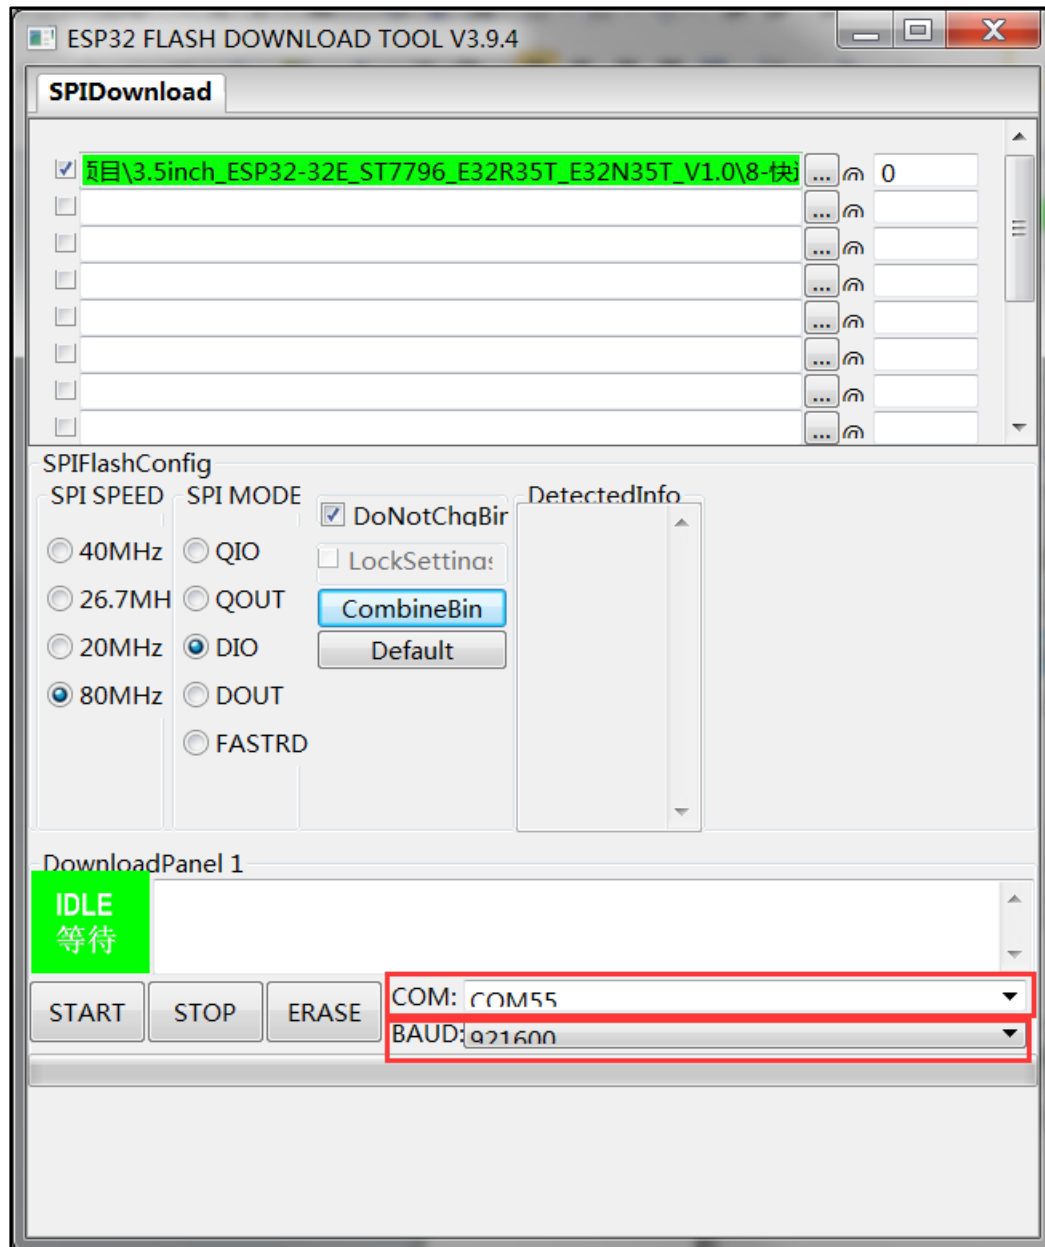 ESP32 FLASH DOWNLOAD TOOL V3.9.4
SPIDownload
项目\3.5inch_ESP32-32E_ST7796_E32R35T_E32N35T_V1.0\8-快 ... @ 0
... @
... @
... @
... @
... @
... @
... @
SPIFlashConfig
SPI SPEED SPI MODE DetectedInfo
DoNotChgBin
40MHz QIO
LockSettings
26.7MH QOUT
CombineBin
20MHz DIO
Default
80MHz DOUT
FASTRD
DownloadPanel 1
IDLE
等待
START STOP ERASE
COM: COM55
BAUD: 921600